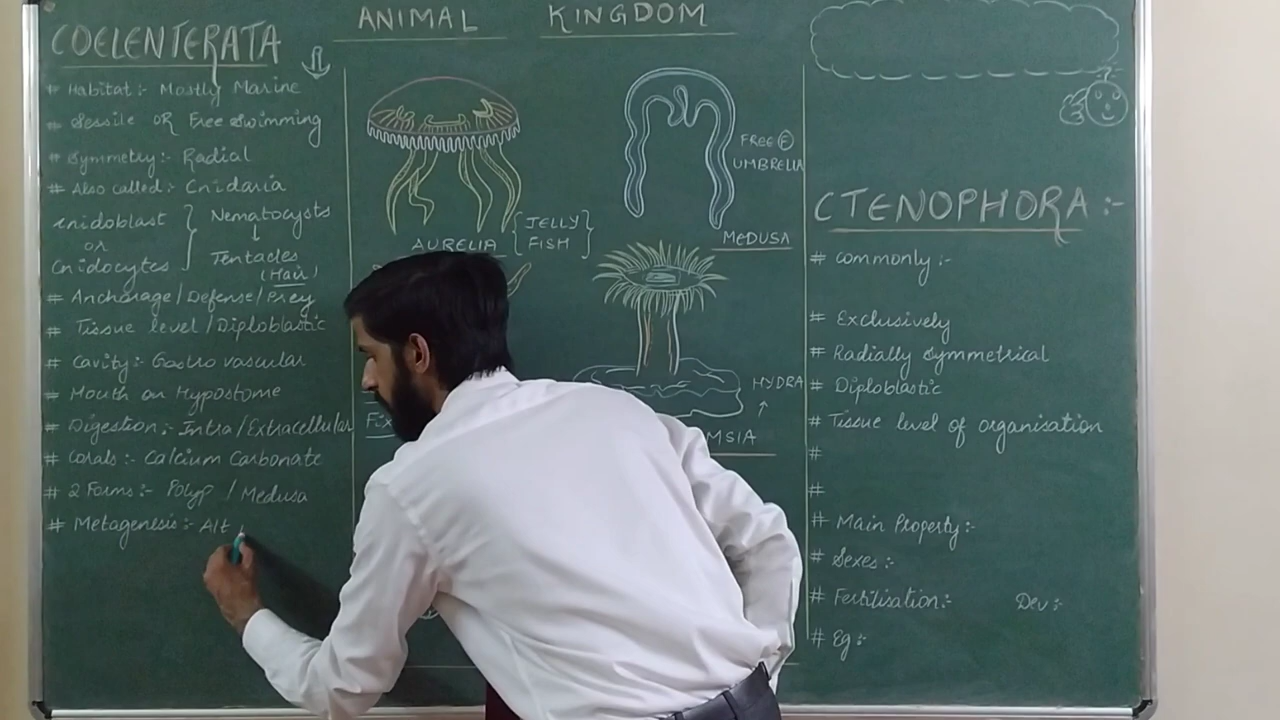 ANIMAL KINGDOM
COELENTERATA
# Habitat:- Mostly Marine
# Sessile OR Free Swimming
# Symmetry:- Radial
# Also called:- Cnidaria
Cnidoblast
or
Cnidocytes
Nematocysts
Tentacles
(Hair)
# Anchorage/Defense/Prey
# Tissue level/Diploblastic
# Cavity:- Gastro vascular
# Mouth on Hypostome
# Digestion:- Intra/Extracellular
# Corals:- Calcium Carbonate
# 2 Forms:- Polyp / Medusa
# Metagenesis:- Alt
AURELIA {JELLY FISH}
FREE Ⓕ
UMBRELLA
MEDUSA
HYDRA
↑
MSIA
Fix
CTENOPHORA:-
# Commonly:-
# Exclusively
# Radially Symmetrical
# Diploblastic
# Tissue level of organisation
#
#
# Main Property:-
# Sexes:-
# Fertilisation:- Dev:-
# Eg:-